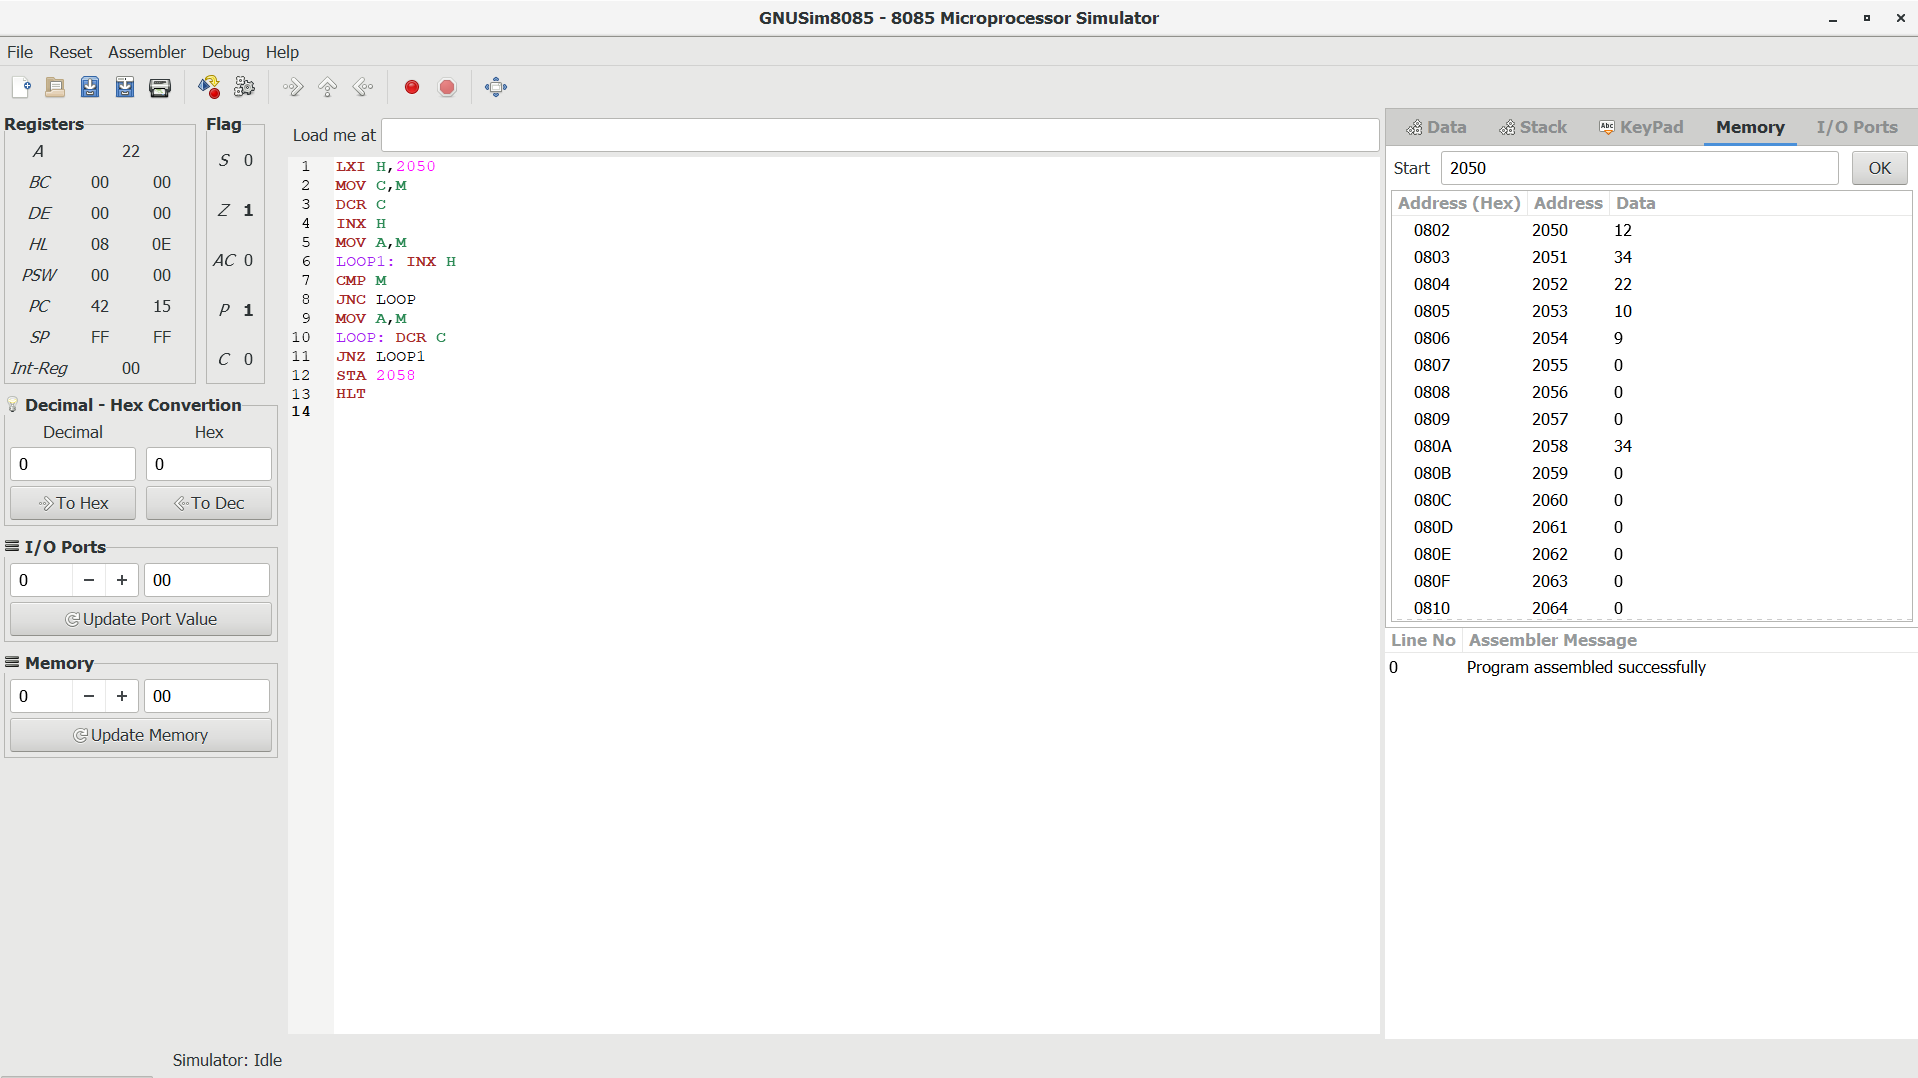 GNUSim8085 - 8085 Microprocessor Simulator
File Reset Assembler Debug Help
Registers
A 22
BC 00 00
DE 00 00
HL 08 0E
PSW 00 00
PC 42 15
SP FF FF
Int-Reg 00
Flag
S 0
Z 1
AC 0
P 1
C 0
Decimal - Hex Convertion
Decimal Hex
0 0
To Hex To Dec
I/O Ports
0 − + 00
Update Port Value
Memory
0 − + 00
Update Memory
Load me at
1 LXI H,2050
2 MOV C,M
3 DCR C
4 INX H
5 MOV A,M
6 LOOP1: INX H
7 CMP M
8 JNC LOOP
9 MOV A,M
10 LOOP: DCR C
11 JNZ LOOP1
12 STA 2058
13 HLT
14
Data Stack Abc KeyPad Memory I/O Ports
Start 2050 OK
Address (Hex) Address Data
0802 2050 12
0803 2051 34
0804 2052 22
0805 2053 10
0806 2054 9
0807 2055 0
0808 2056 0
0809 2057 0
080A 2058 34
080B 2059 0
080C 2060 0
080D 2061 0
080E 2062 0
080F 2063 0
0810 2064 0
Line No Assembler Message
0 Program assembled successfully
Simulator: Idle